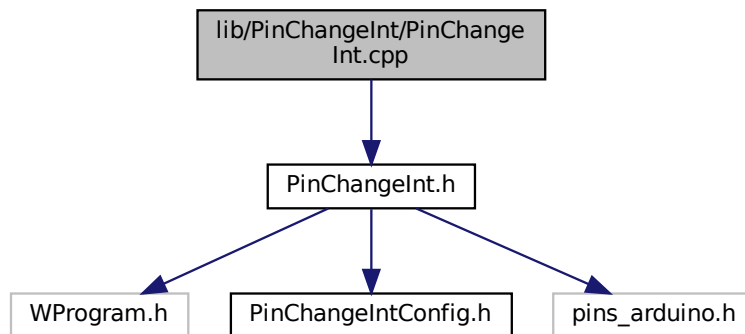 lib/PinChangeInt/PinChange
Int.cpp
PinChangeInt.h
WProgram.h
PinChangeIntConfig.h
pins_arduino.h